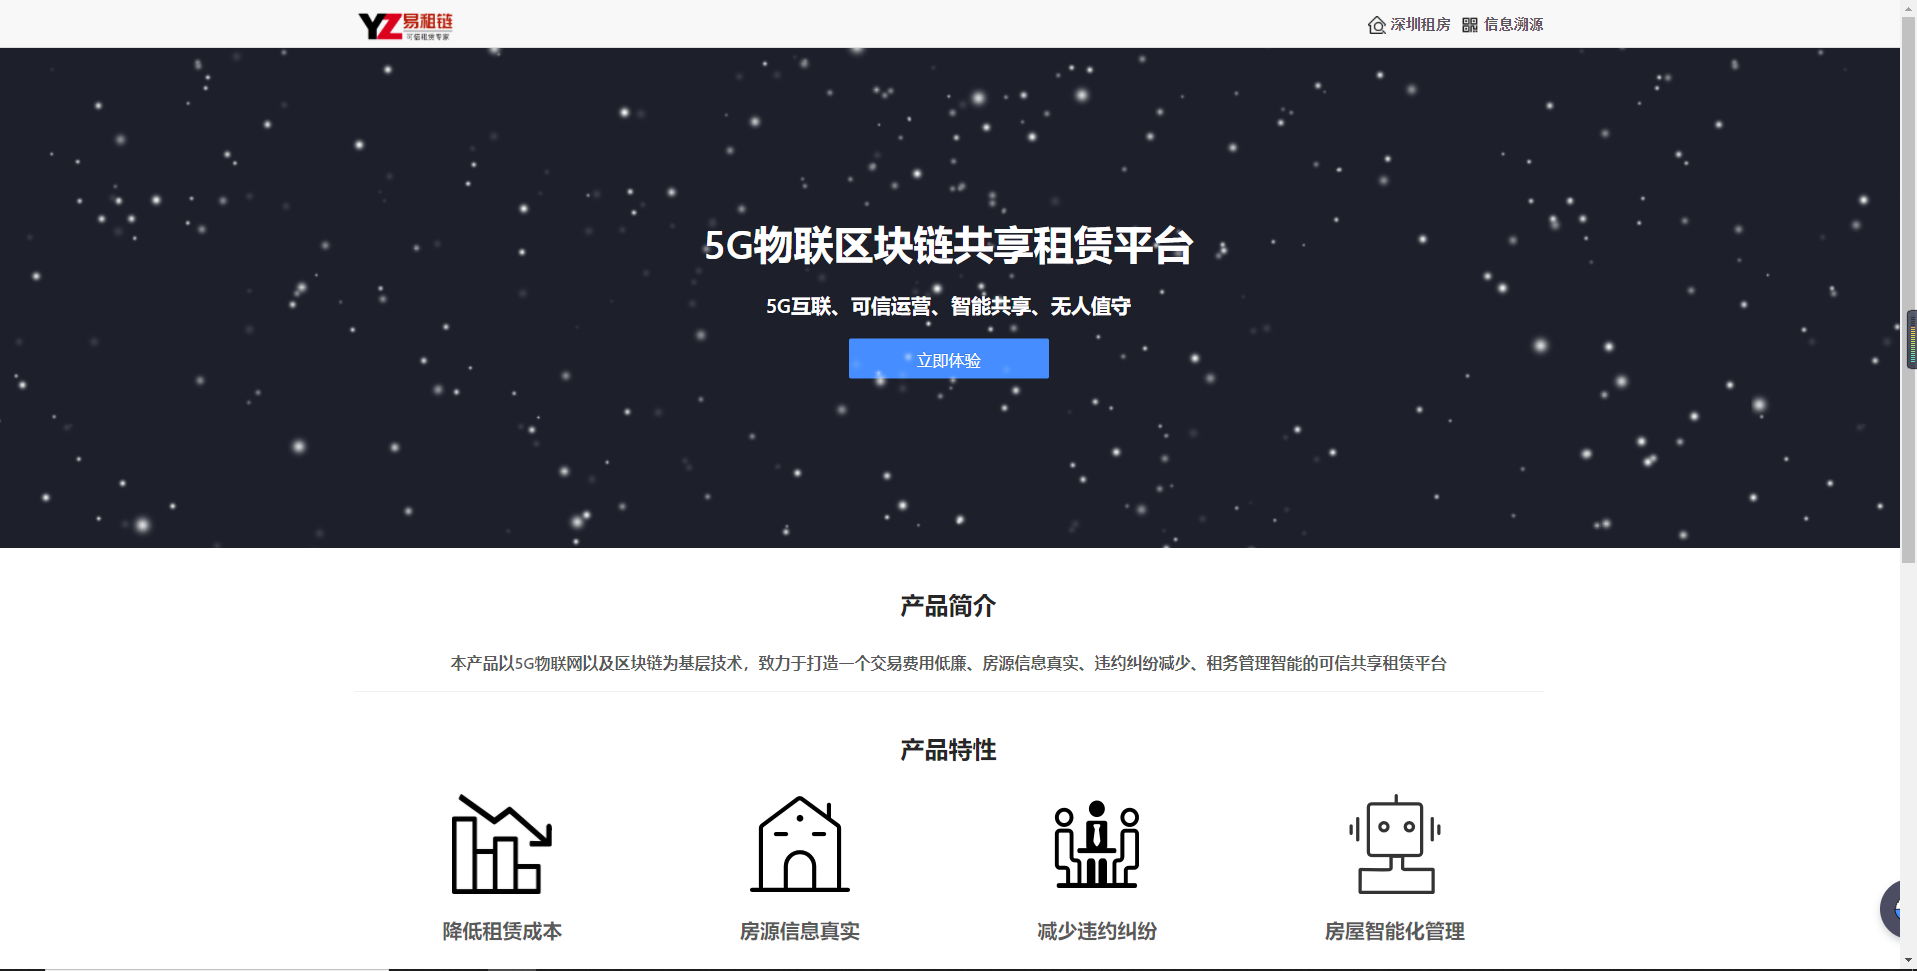 YZ易租链
可信租赁专家
深圳租房
信息溯源
5G物联区块链共享租赁平台
5G互联、可信运营、智能共享、无人值守
立即体验
产品简介
本产品以5G物联网以及区块链为基层技术，致力于打造一个交易费用低廉、房源信息真实、违约纠纷减少、租务管理智能的可信共享租赁平台
产品特性
降低租赁成本
房源信息真实
减少违约纠纷
房屋智能化管理